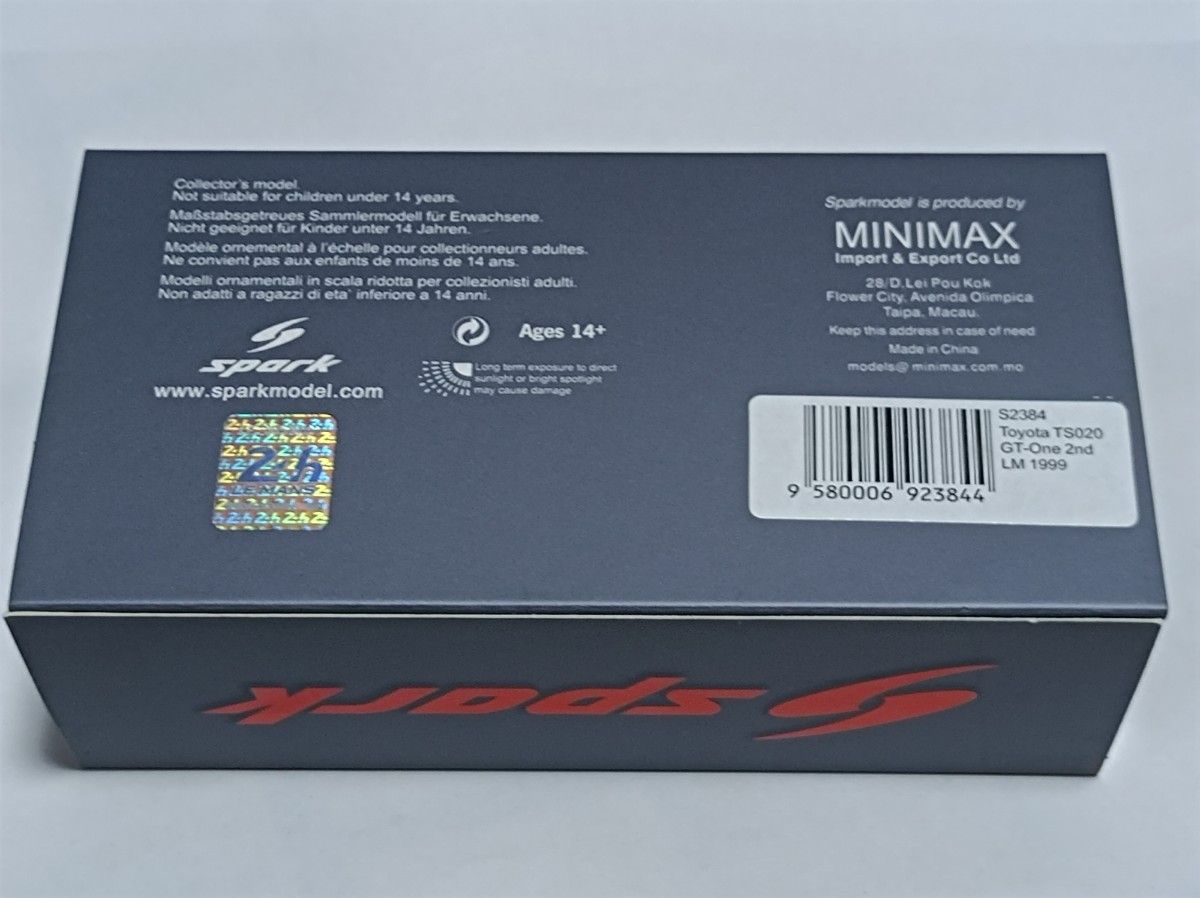 Collector's model.
Not suitable for children under 14 years.
Maßstabsgetreues Sammlermodell für Erwachsene.
Nicht geeignet für Kinder unter 14 Jahren.
Modèle ornemental à l'échelle pour collectionneurs adultes.
Ne convient pas aux enfants de moins de 14 ans.
Modelli ornamentali in scala ridotta per collezionisti adulti.
Non adatti a ragazzi di eta' inferiore a 14 anni.
spark
www.sparkmodel.com
Ages 14+
Long term exposure to direct
sunlight or bright spotlight
may cause damage
24h
LE MANS
Sparkmodel is produced by
MINIMAX
Import & Export Co Ltd
28/D.Lei Pou Kok
Flower City, Avenida Olimpica
Taipa. Macau.
Keep this address in case of need
Made in China
models@minimax.com.mo
S2384
Toyota TS020
GT-One 2nd
LM 1999
9 580006 923844
spark